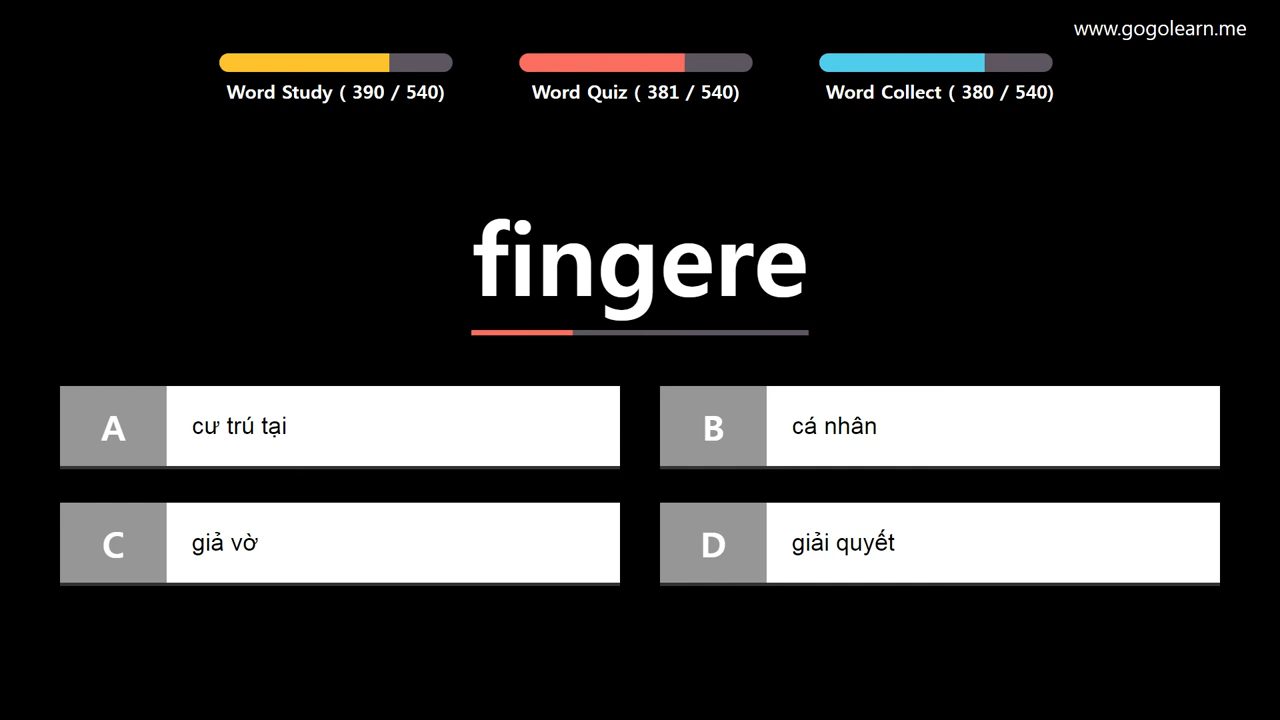 www.gogolearn.me
Word Study ( 390 / 540)
Word Quiz ( 381 / 540)
Word Collect ( 380 / 540)
fingere
A
cư trú tại
B
cá nhân
C
giả vờ
D
giải quyết